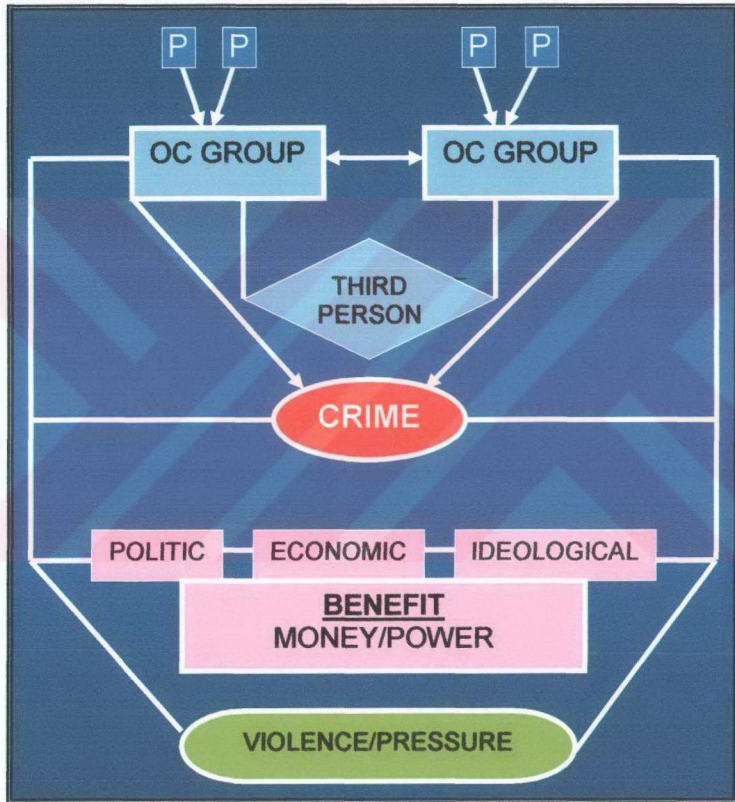 P P P P
OC GROUP OC GROUP
THIRD
PERSON
CRIME
POLITIC ECONOMIC IDEOLOGICAL
BENEFIT
MONEY/POWER
VIOLENCE/PRESSURE